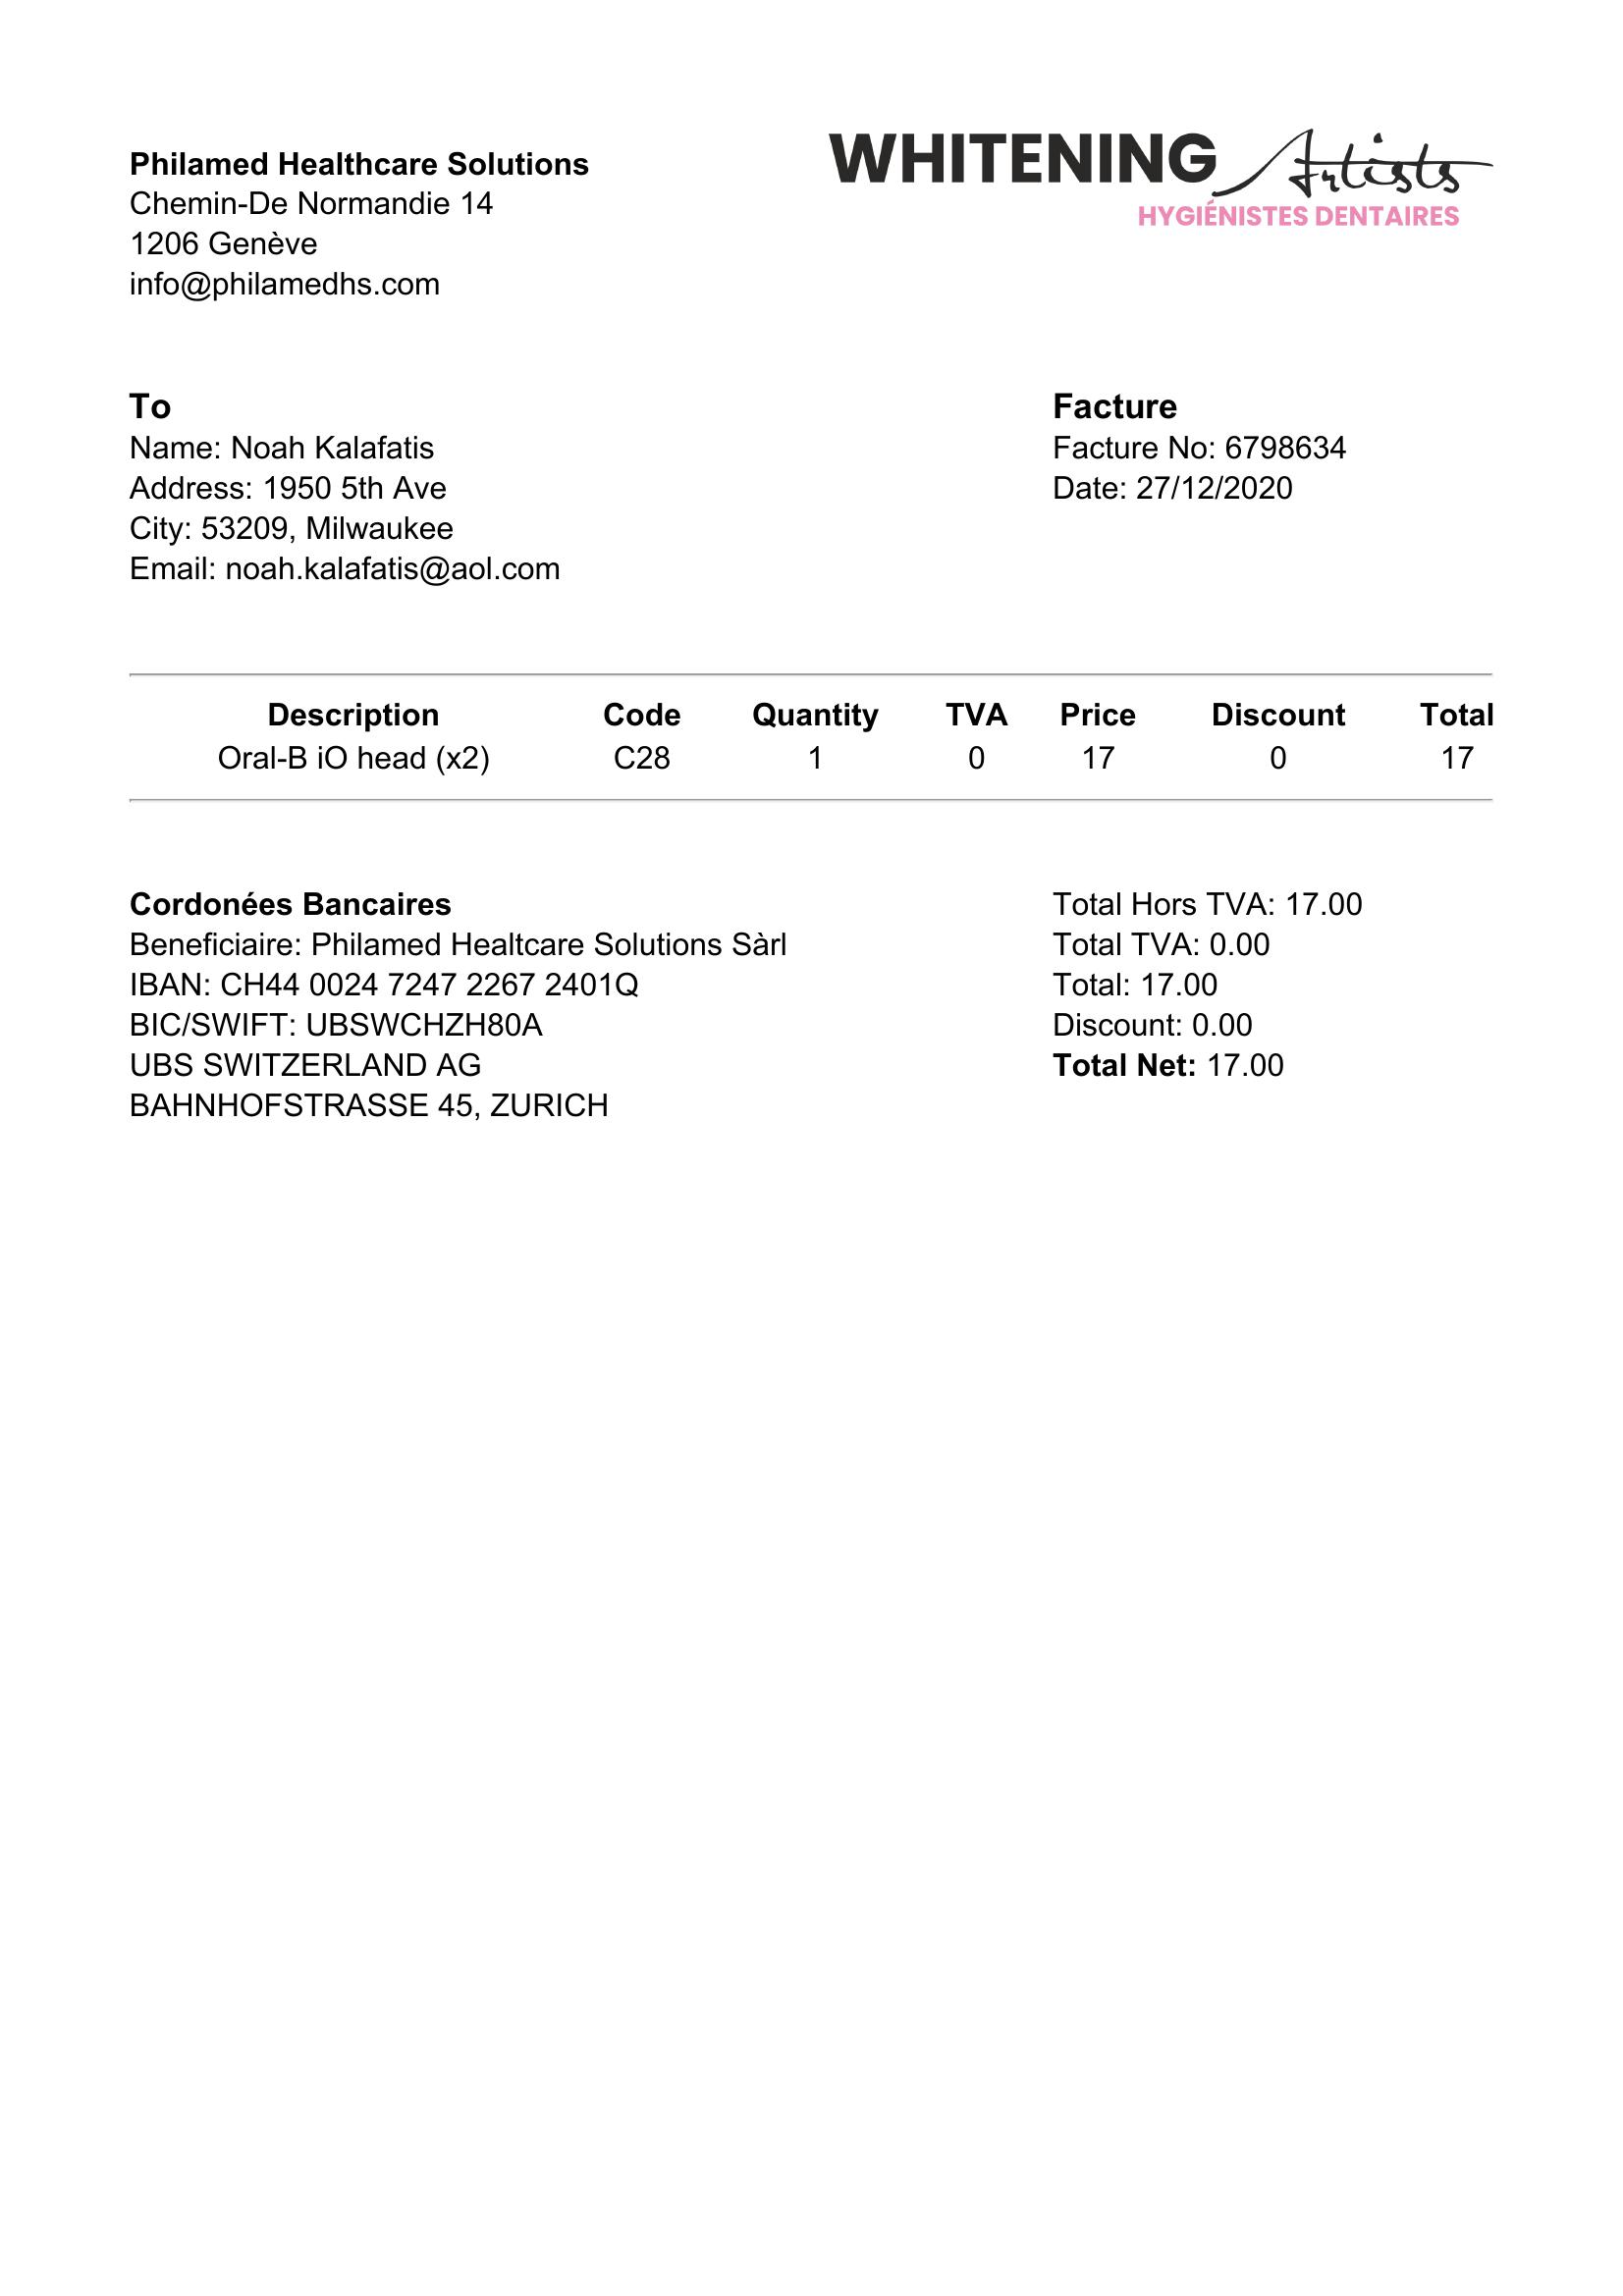 Philamed Healthcare Solutions
Chemin-De Normandie 14
1206 Genève
info@philamedhs.com
WHITENING Artists
HYGIÉNISTES DENTAIRES
To
Name: Noah Kalafatis
Address: 1950 5th Ave
City: 53209, Milwaukee
Email: noah.kalafatis@aol.com
Facture
Facture No: 6798634
Date: 27/12/2020
Description Code Quantity TVA Price Discount Total
Oral-B iO head (x2) C28 1 0 17 0 17
Cordonées Bancaires
Beneficiaire: Philamed Healtcare Solutions Sàrl
IBAN: CH44 0024 7247 2267 2401Q
BIC/SWIFT: UBSWCHZH80A
UBS SWITZERLAND AG
BAHNHOFSTRASSE 45, ZURICH
Total Hors TVA: 17.00
Total TVA: 0.00
Total: 17.00
Discount: 0.00
Total Net: 17.00